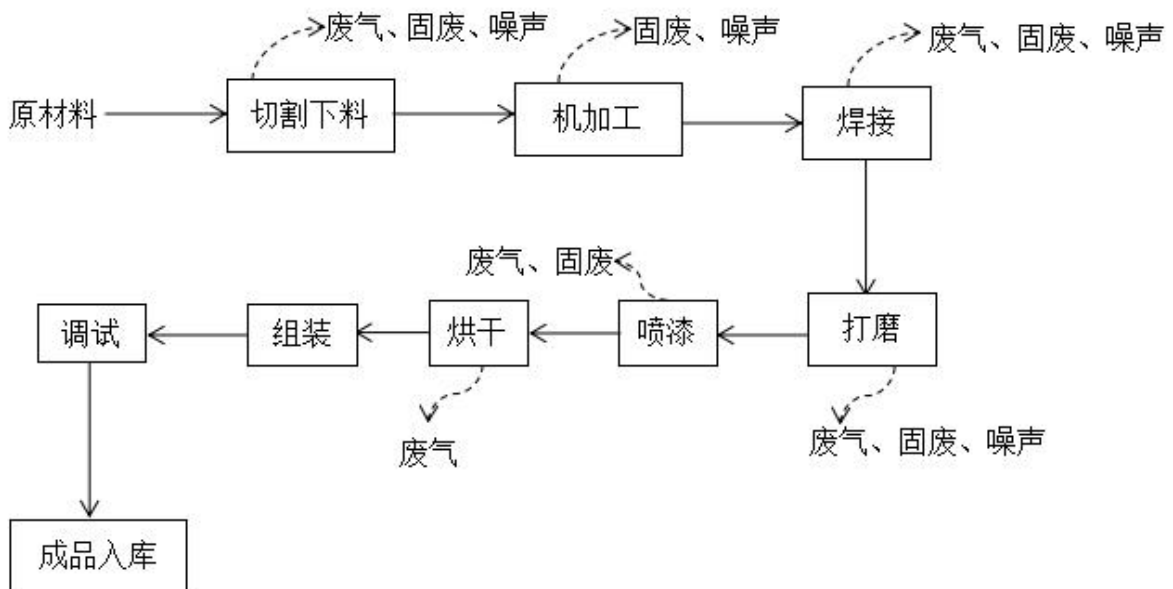 废气、固废、噪声
固废、噪声
废气、固废、噪声
原材料
切割下料
机加工
焊接
废气、固废
调试
组装
烘干
喷漆
打磨
废气
废气、固废、噪声
成品入库